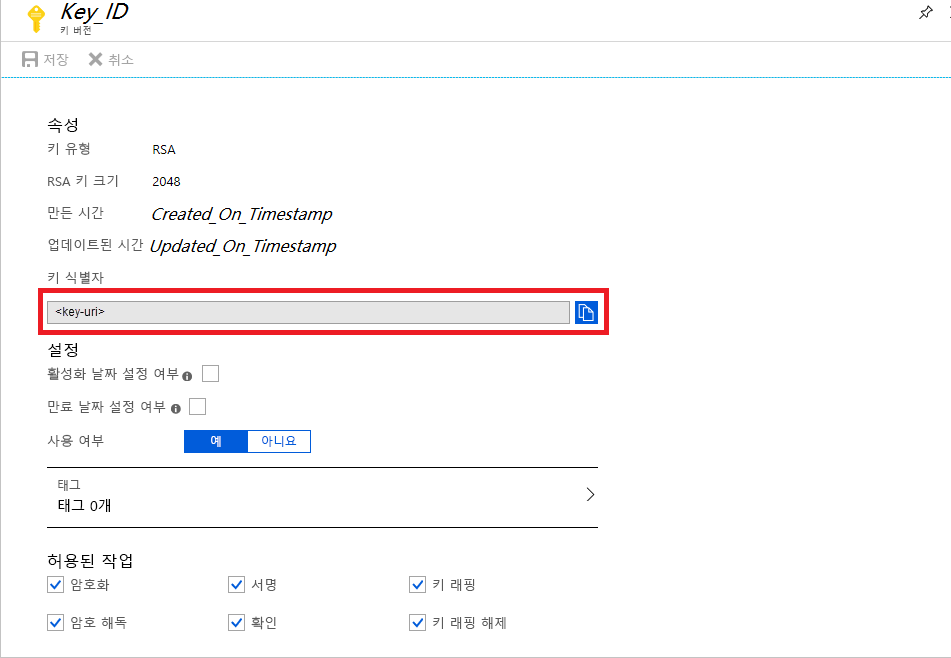 Key_ID
키 버전
저장 취소
속성
키 유형 RSA
RSA 키 크기 2048
만든 시간 Created_On_Timestamp
업데이트된 시간 Updated_On_Timestamp
키 식별자
<key-uri>
설정
활성화 날짜 설정 여부
만료 날짜 설정 여부
사용 여부 예 아니요
태그
태그 0개
허용된 작업
암호화 서명 키 래핑
암호 해독 확인 키 래핑 해제